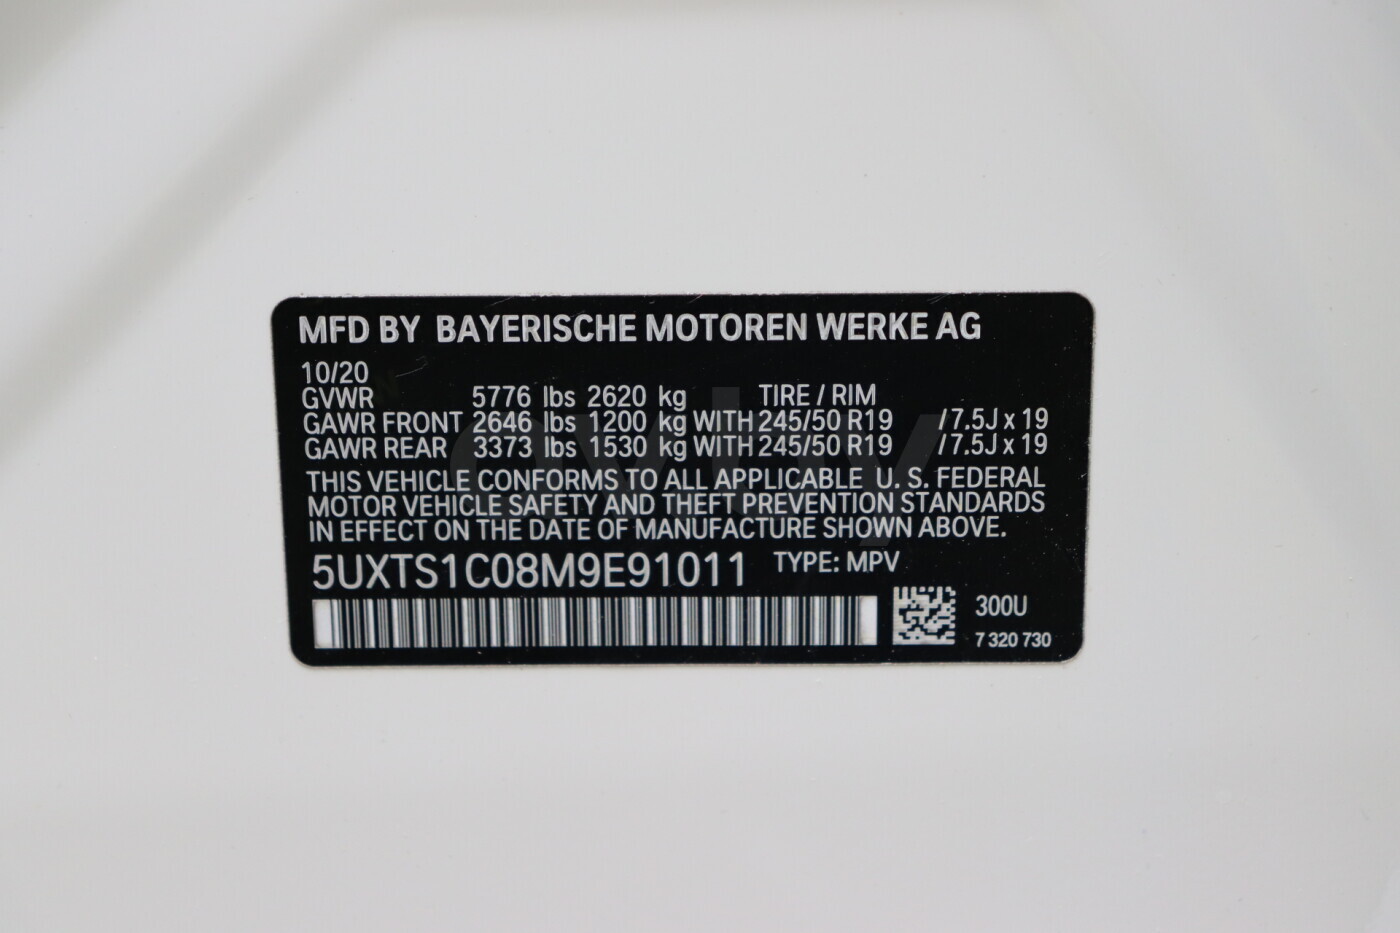 MFD BY BAYERISCHE MOTOREN WERKE AG
10/20
GVWR 5776 lbs 2620 kg TIRE / RIM
GAWR FRONT 2646 lbs 1200 kg WITH 245/50 R19 / 7.5J x 19
GAWR REAR 3373 lbs 1530 kg WITH 245/50 R19 / 7.5J x 19
THIS VEHICLE CONFORMS TO ALL APPLICABLE U. S. FEDERAL
MOTOR VEHICLE SAFETY AND THEFT PREVENTION STANDARDS
IN EFFECT ON THE DATE OF MANUFACTURE SHOWN ABOVE.
5UXTS1C08M9E91011 TYPE: MPV
300U
7 320 730